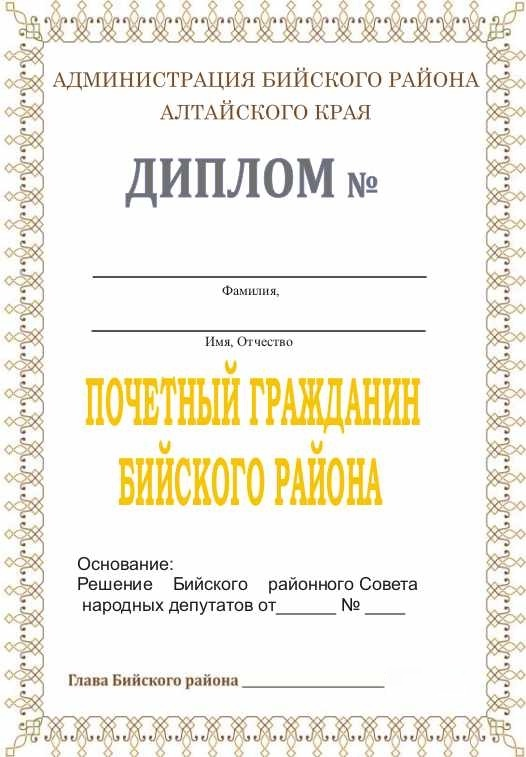 АДМИНИСТРАЦИЯ БИЙСКОГО РАЙОНА
АЛТАЙСКОГО КРАЯ
ДИПЛОМ №
Фамилия,
Имя, Отчество
ПОЧЕТНЫЙ ГРАЖДАНИН
БИЙСКОГО РАЙОНА
Основание:
Решение Бийского районного Совета
народных депутатов от______ № ____
Глава Бийского района ________________